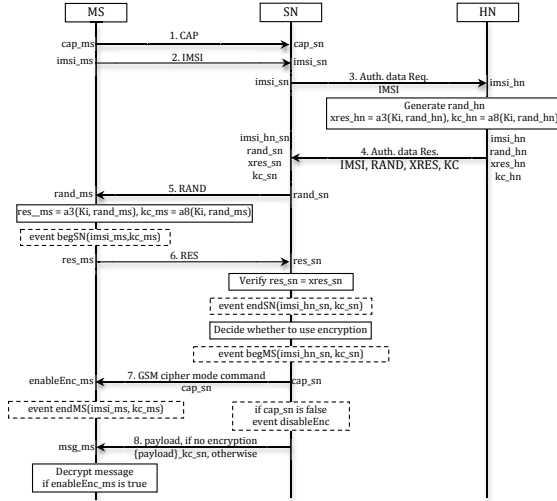 MS SN HN
cap_ms 1. CAP cap_sn
imsi_ms 2. IMSI imsi_sn
imsi_sn 3. Auth. data Req. imsi_hn
IMSI
Generate rand_hn
xres_hn = a3(Ki, rand_hn), kc_hn = a8(Ki, rand_hn)
imsi_hn_sn imsi_hn
rand_sn 4. Auth. data Res. rand_hn
xres_sn IMSI, RAND, XRES, KC xres_hn
kc_sn kc_hn
rand_ms 5. RAND rand_sn
res_ms = a3(Ki, rand_ms), kc_ms = a8(Ki, rand_ms)
event begSN(imsi_ms,kc_ms)
res_ms 6. RES res_sn
Verify res_sn = xres_sn
event endSN(imsi_hn_sn, kc_sn)
Decide whether to use encryption
event begMS(imsi_hn_sn, kc_sn)
enableEnc_ms 7. GSM cipher mode command cap_sn
cap_sn
event endMS(imsi_ms, kc_ms)
if cap_sn is false
event disableEnc
msg_ms 8. payload, if no encryption
{payload}_kc_sn, otherwise
Decrypt message
if enableEnc_ms is true